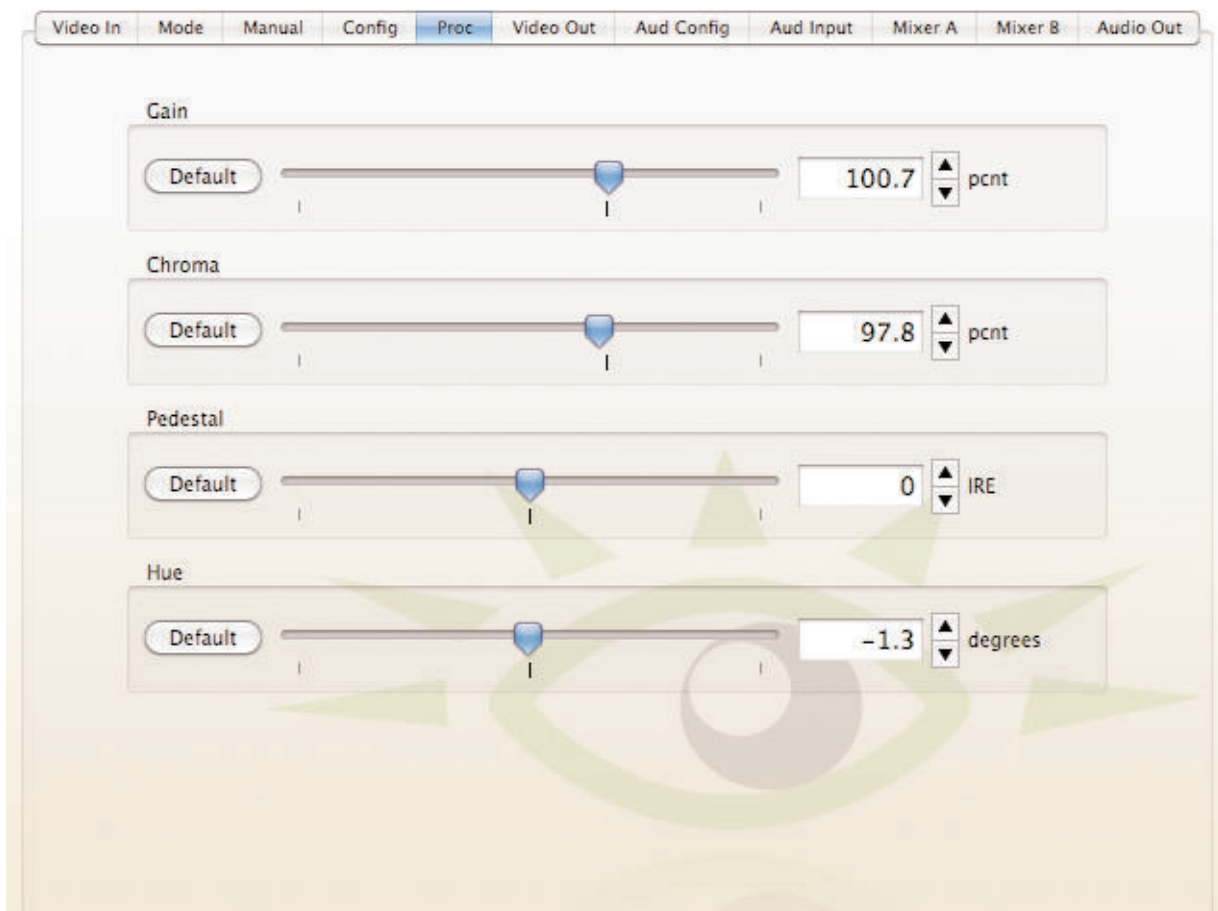 Video In Mode Manual Config Proc Video Out Aud Config Aud Input Mixer A Mixer B Audio Out
Gain
Default 100.7 pcnt
Chroma
Default 97.8 pcnt
Pedestal
Default 0 IRE
Hue
Default -1.3 degrees